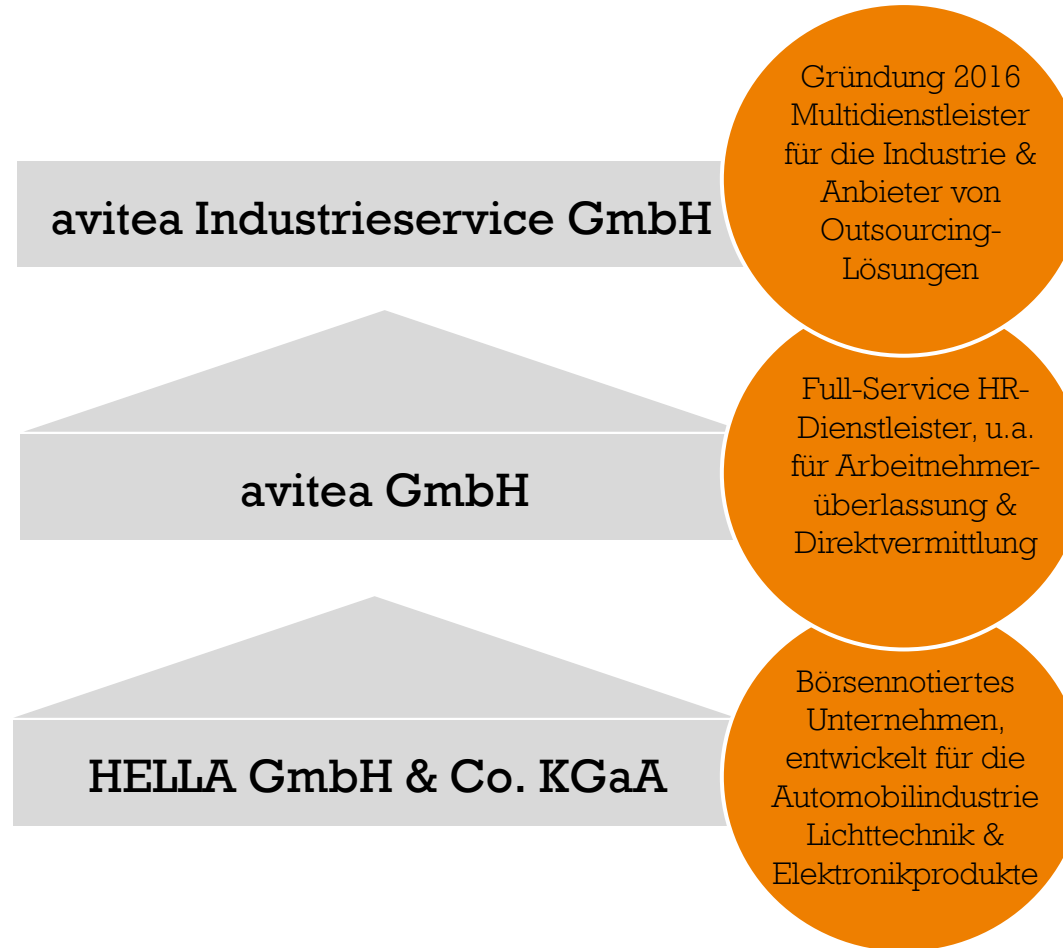 Gründung 2016
Multidienstleister
für die Industrie &
Anbieter von
Outsourcing-
Lösungen
avitea Industrieservice GmbH
Full-Service HR-
Dienstleister, u.a.
für Arbeitnehmer-
überlassung &
Direktvermittlung
avitea GmbH
Börsennotiertes
Unternehmen,
entwickelt für die
Automobilindustrie
Lichttechnik &
Elektronikprodukte
HELLA GmbH & Co. KGaA